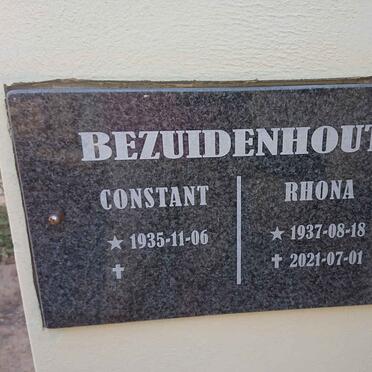 BEZUIDENHOUT
CONSTANT
★ 1935-11-06
✝
RHONA
★ 1937-08-18
✝ 2021-07-01